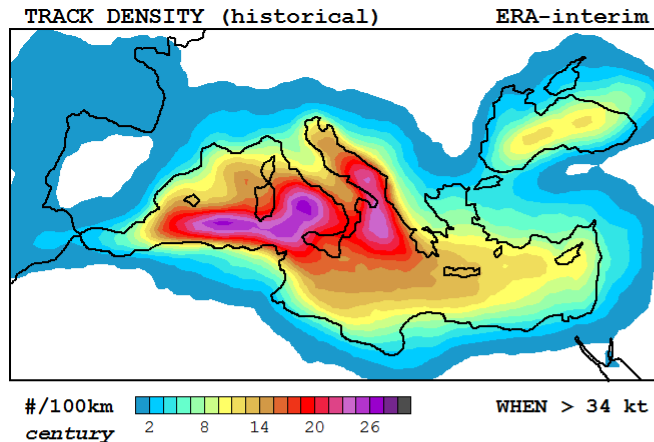 TRACK DENSITY (historical) ERA-interim
#/100km WHEN > 34 kt
2 8 14 20 26
century